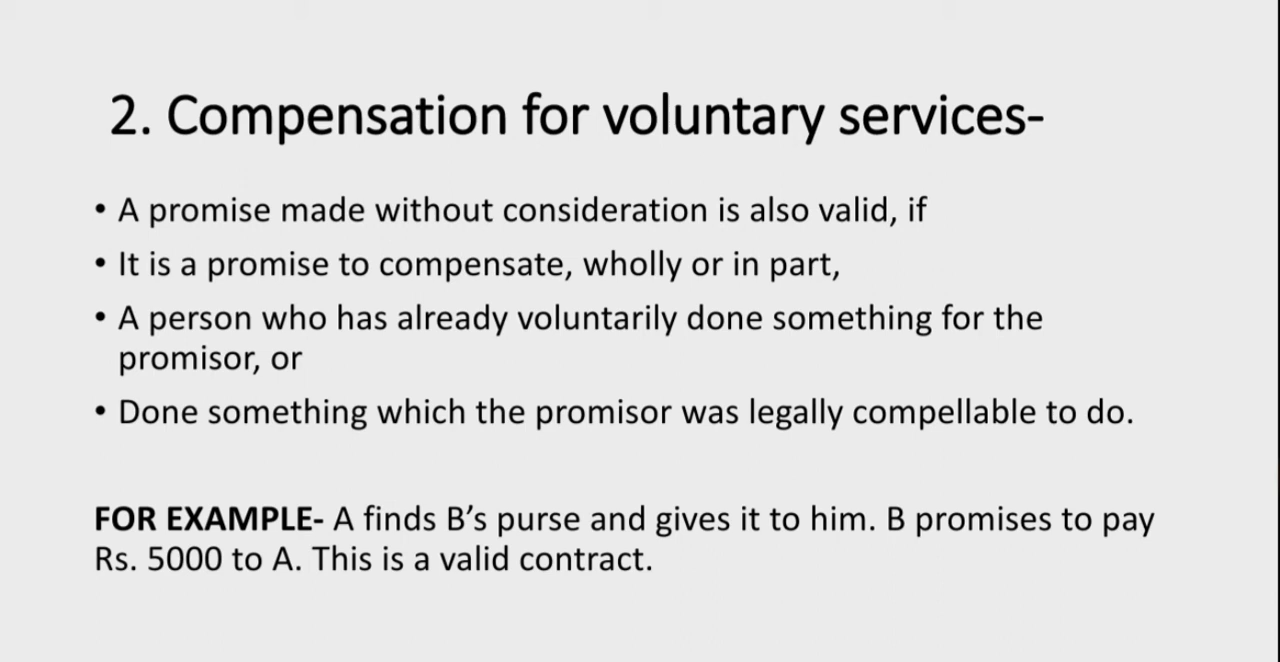 2. Compensation for voluntary services-
• A promise made without consideration is also valid, if
• It is a promise to compensate, wholly or in part,
• A person who has already voluntarily done something for the
promisor, or
• Done something which the promisor was legally compellable to do.
FOR EXAMPLE- A finds B’s purse and gives it to him. B promises to pay
Rs. 5000 to A. This is a valid contract.